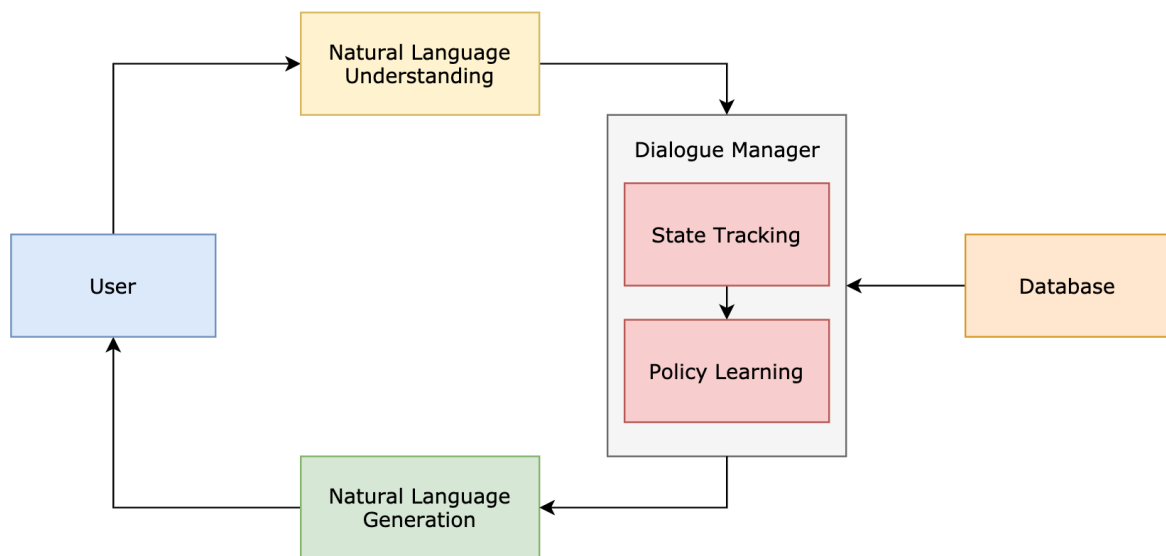 Natural Language
Understanding
Dialogue Manager
State Tracking
User
Database
Policy Learning
Natural Language
Generation